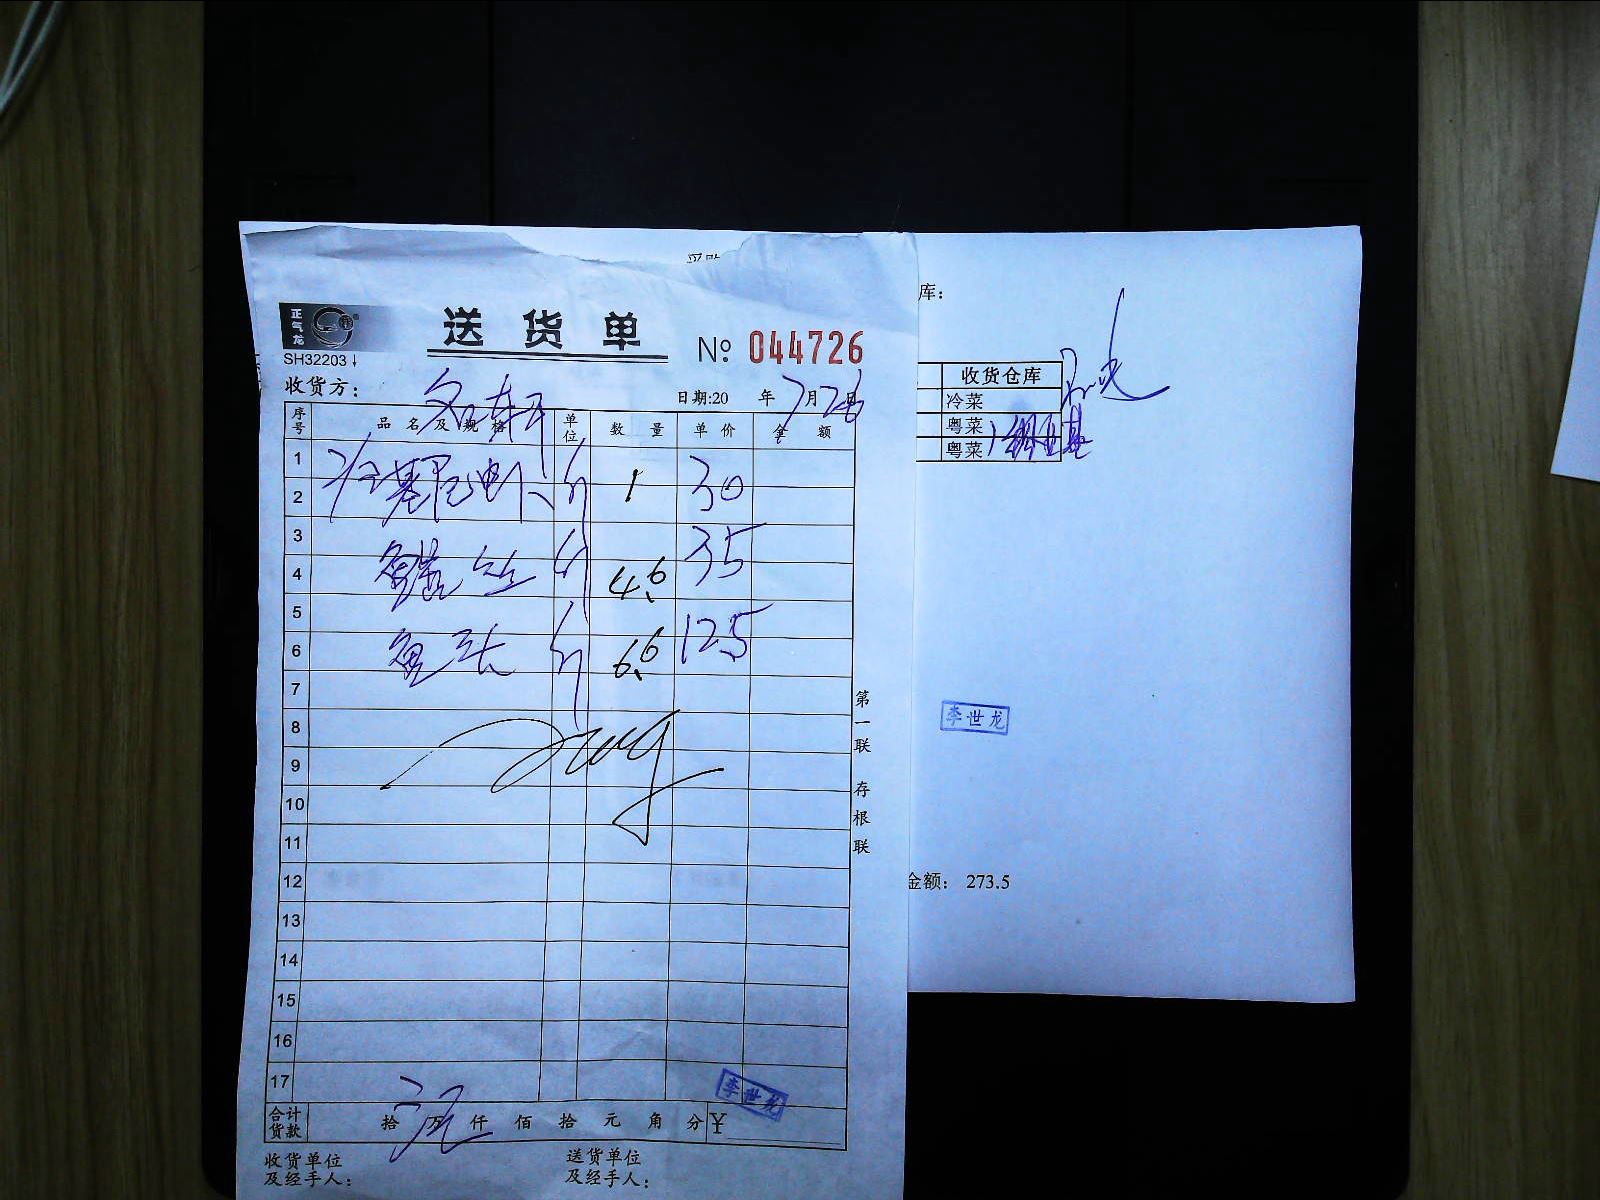 正气龙
SH32203
送货单
№ 044726
收货方：
日期:20 年 7 月 26 日
序号 品名及规格 单位 数量 单价 金额
1
2 斤 1 30
3
4 斤 4.6 35
5
6 斤 6.6 12.5
7
8
9
10
11
12
13
14
15
16
17
合计货款 拾 万 仟 佰 拾 元 角 分 ¥
李世龙
收货单位及经手人：
送货单位及经手人：
第一联 存根联
库：
收货仓库
冷菜
粤菜
粤菜
李世龙
金额： 273.5